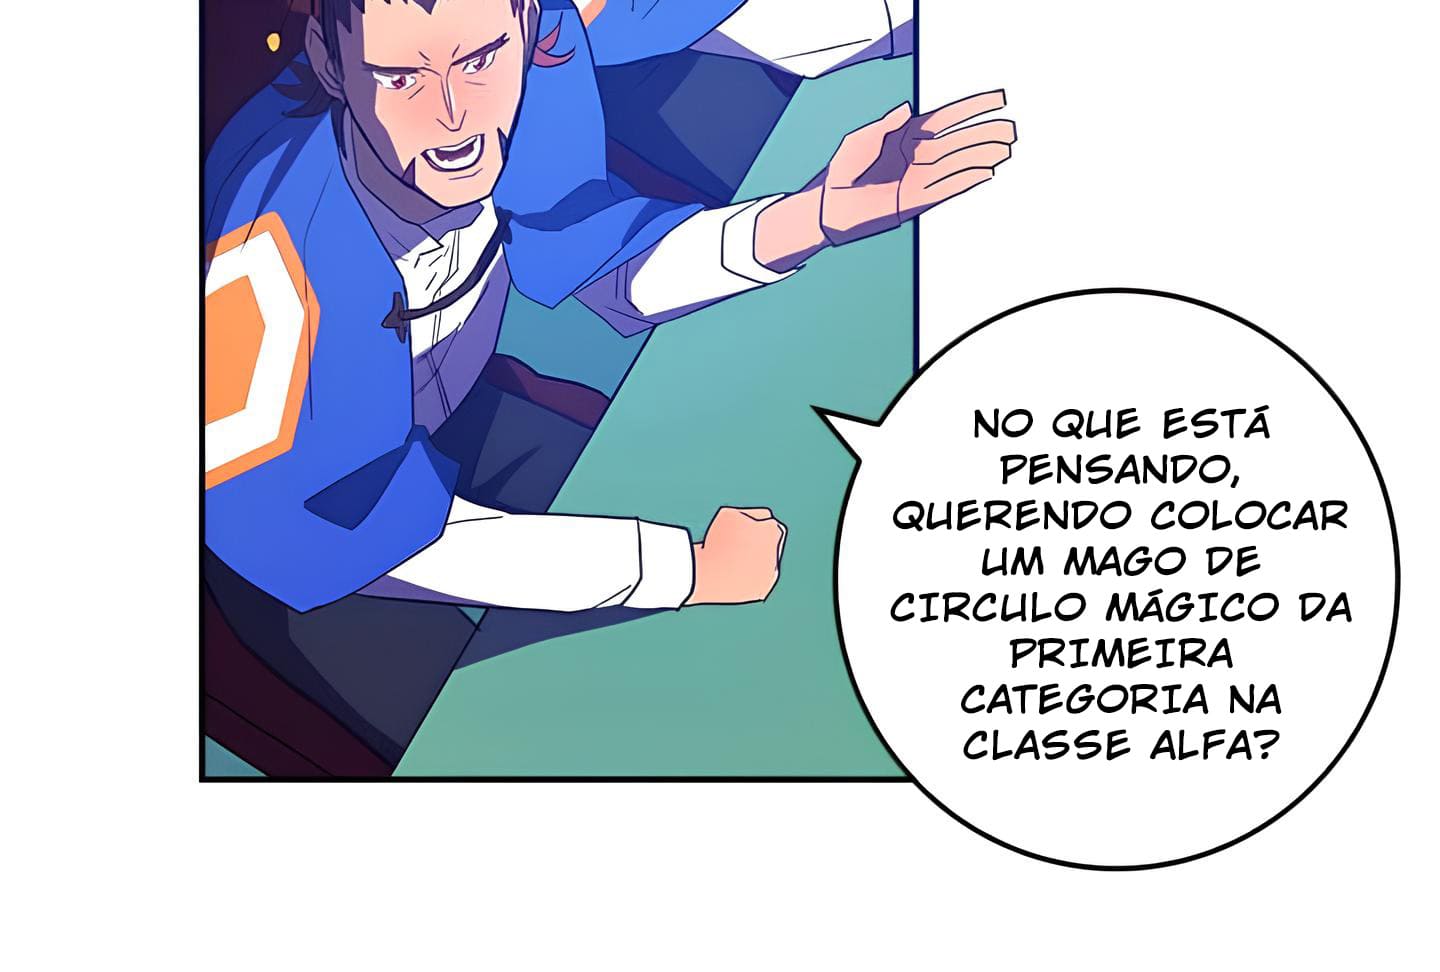 NO QUE ESTÁ
PENSANDO,
QUERENDO COLOCAR
UM MAGO DE
CIRCULO MÁGICO DA
PRIMEIRA
CATEGORIA NA
CLASSE ALFA?